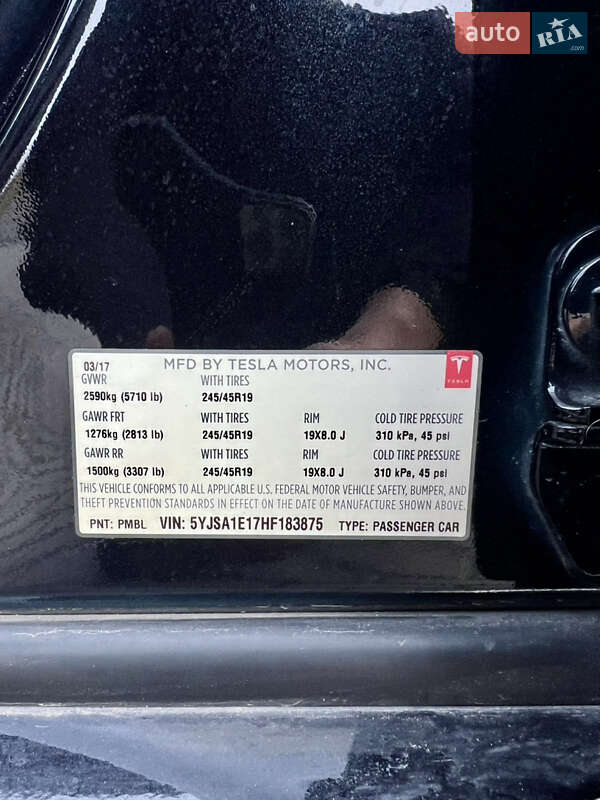 auto RIA .com
03/17 MFD BY TESLA MOTORS, INC.
TESLA
GVWR WITH TIRES
2590kg (5710 lb) 245/45R19
GAWR FRT WITH TIRES RIM COLD TIRE PRESSURE
1276kg (2813 lb) 245/45R19 19X8.0 J 310 kPa, 45 psi
GAWR RR WITH TIRES RIM COLD TIRE PRESSURE
1500kg (3307 lb) 245/45R19 19X8.0 J 310 kPa, 45 psi
THIS VEHICLE CONFORMS TO ALL APPLICABLE U.S. FEDERAL MOTOR VEHICLE SAFETY, BUMPER, AND
THEFT PREVENTION STANDARDS IN EFFECT ON THE DATE OF MANUFACTURE SHOWN ABOVE.
PNT: PMBL VIN: 5YJSA1E17HF183875 TYPE: PASSENGER CAR